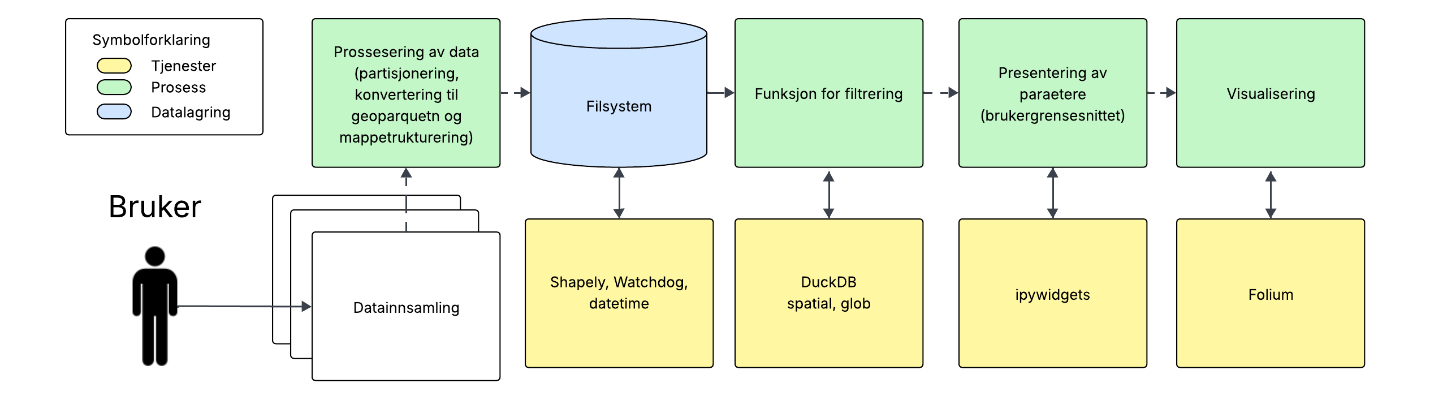 Symbolforklaring
Tjenester
Prosess
Datalagring
Prossesering av data
(partisjonering,
konvertering til
geoparquetn og
mappetrukturering)
Filsystem
Funksjon for filtrering
Presentering av
paraetere
(brukergrensesnittet)
Visualisering
Bruker
Datainnsamling
Shapely, Watchdog,
datetime
DuckDB
spatial, glob
ipywidgets
Folium